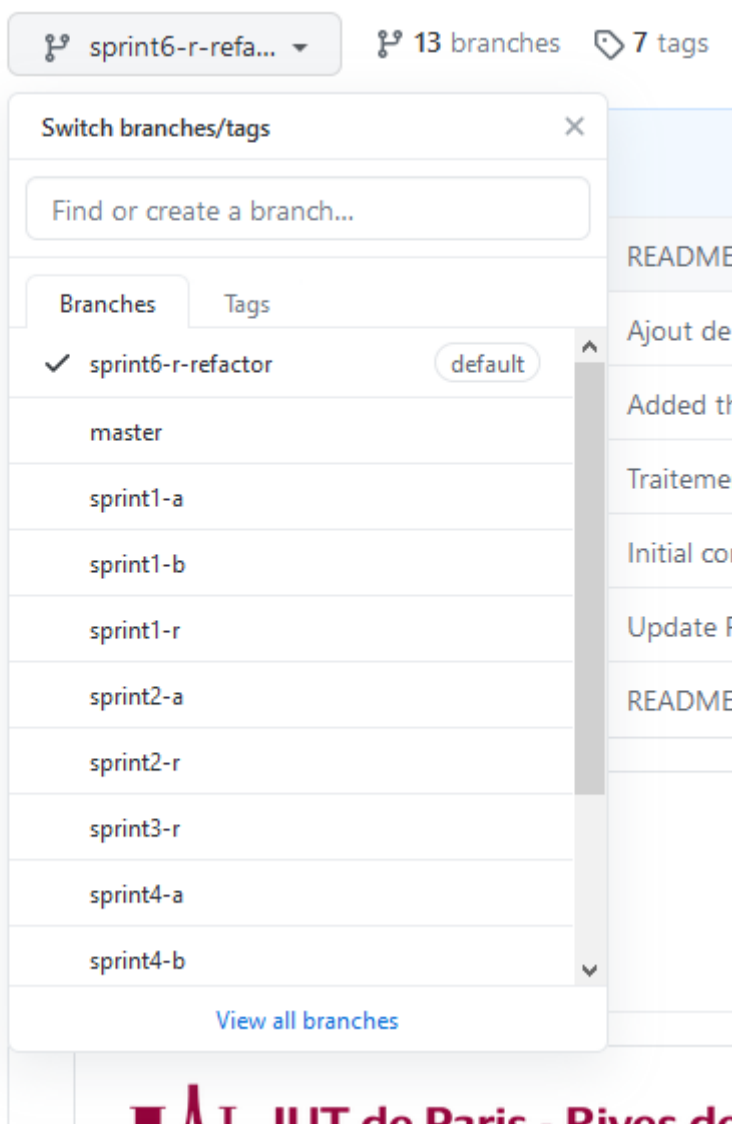 sprint6-r-refa...
13 branches
7 tags
Switch branches/tags
Find or create a branch...
Branches
Tags
sprint6-r-refactor
default
master
sprint1-a
sprint1-b
sprint1-r
sprint2-a
sprint2-r
sprint3-r
sprint4-a
sprint4-b
View all branches
README
Ajout de
Added th
Traiteme
Initial co
Update
README
IUT de Paris - Rives de